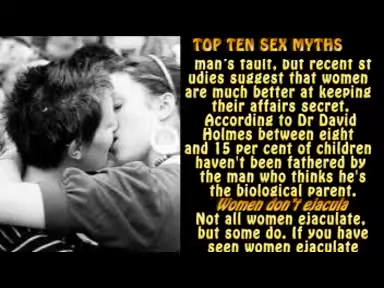 TOP TEN SEX MYTHS
man's fault, but recent st
udies suggest that women
are much better at keeping
their affairs secret.
According to Dr David
Holmes between eight
and 15 per cent of children
haven't been fathered by
the man who thinks he's
the biological parent.
Women don't ejacula
Not all women ejaculate,
but some do. If you have
seen women ejaculate